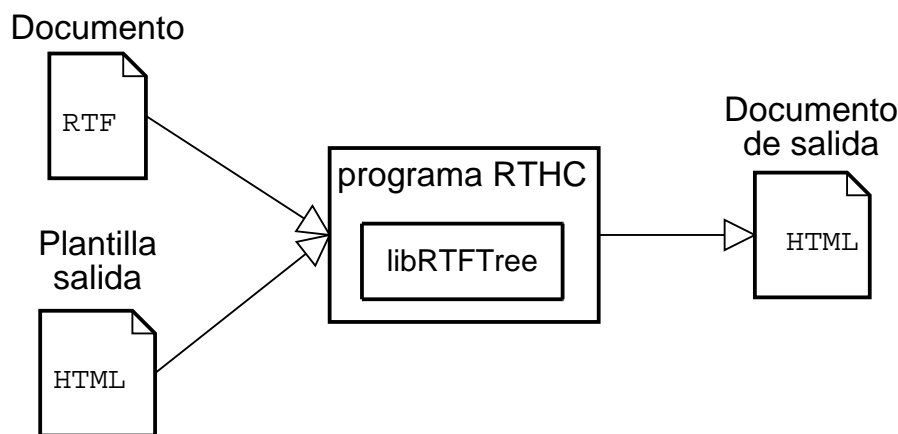 Documento
RTF
Plantilla
salida
HTML
programa RTHC
libRTFTree
Documento
de salida
HTML